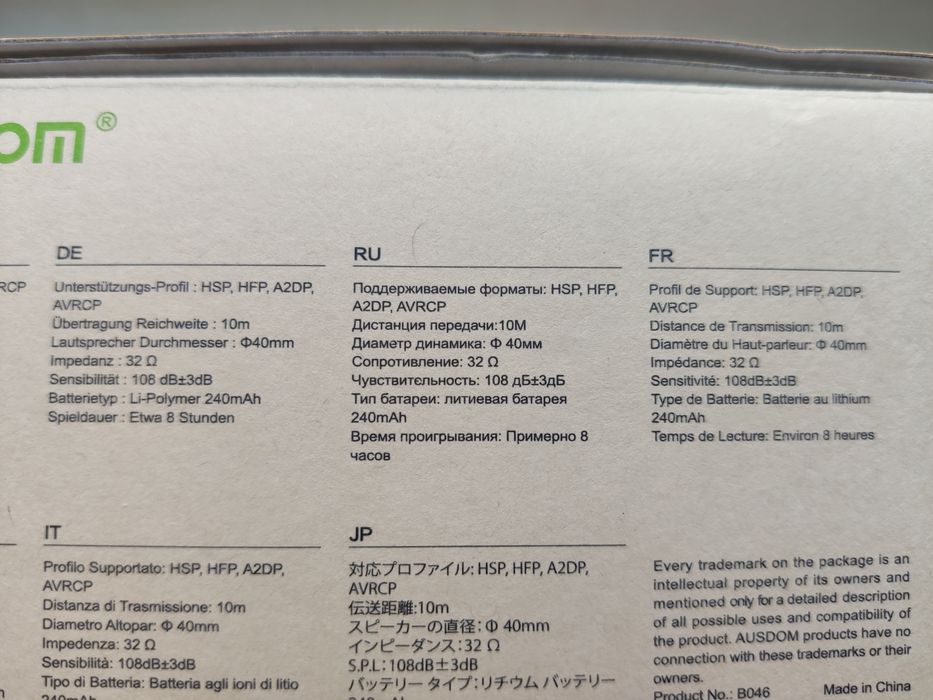 om®
RCP
DE
Unterstützungs-Profil : HSP, HFP, A2DP,
AVRCP
Übertragung Reichweite : 10m
Lautsprecher Durchmesser : Φ40mm
Impedanz : 32 Ω
Sensibilität : 108 dB±3dB
Batterietyp : Li-Polymer 240mAh
Spieldauer : Etwa 8 Stunden
RU
Поддерживаемые форматы: HSP, HFP,
A2DP, AVRCP
Дистанция передачи:10М
Диаметр динамика: Ф 40мм
Сопротивление: 32 Ω
Чувствительность: 108 дБ±3дБ
Тип батареи: литиевая батарея
240mAh
Время проигрывания: Примерно 8
часов
FR
Profil de Support: HSP, HFP, A2DP,
AVRCP
Distance de Transmission: 10m
Diamètre du Haut-parleur: Φ 40mm
Impédance: 32 Ω
Sensitivité: 108dB±3dB
Type de Batterie: Batterie au lithium
240mAh
Temps de Lecture: Environ 8 heures
IT
Profilo Supportato: HSP, HFP, A2DP,
AVRCP
Distanza di Trasmissione: 10m
Diametro Altopar: Φ 40mm
Impedenza: 32 Ω
Sensibilità: 108dB±3dB
Tipo di Batteria: Batteria agli ioni di litio
240mAh
JP
対応プロファイル: HSP, HFP, A2DP,
AVRCP
伝送距離:10m
スピーカーの直径: Φ 40mm
インピーダンス:32 Ω
S.P.L:108dB±3dB
バッテリー タイプ:リチウム バッテリー
240mAh
Every trademark on the package is an
intellectual property of its owners and
mentioned only for a detailed description
of all possible uses and compatibility of
the product. AUSDOM products have no
connection with these trademarks or their
owners.
Product No.: B046 Made in China